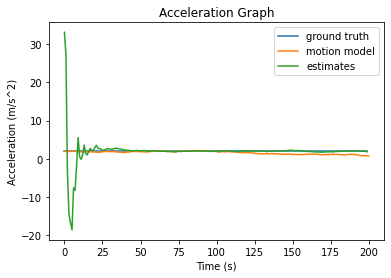 Acceleration Graph
ground truth
motion model
estimates
Acceleration (m/s^2)
30
20
10
0
−10
−20
0 25 50 75 100 125 150 175 200
Time (s)